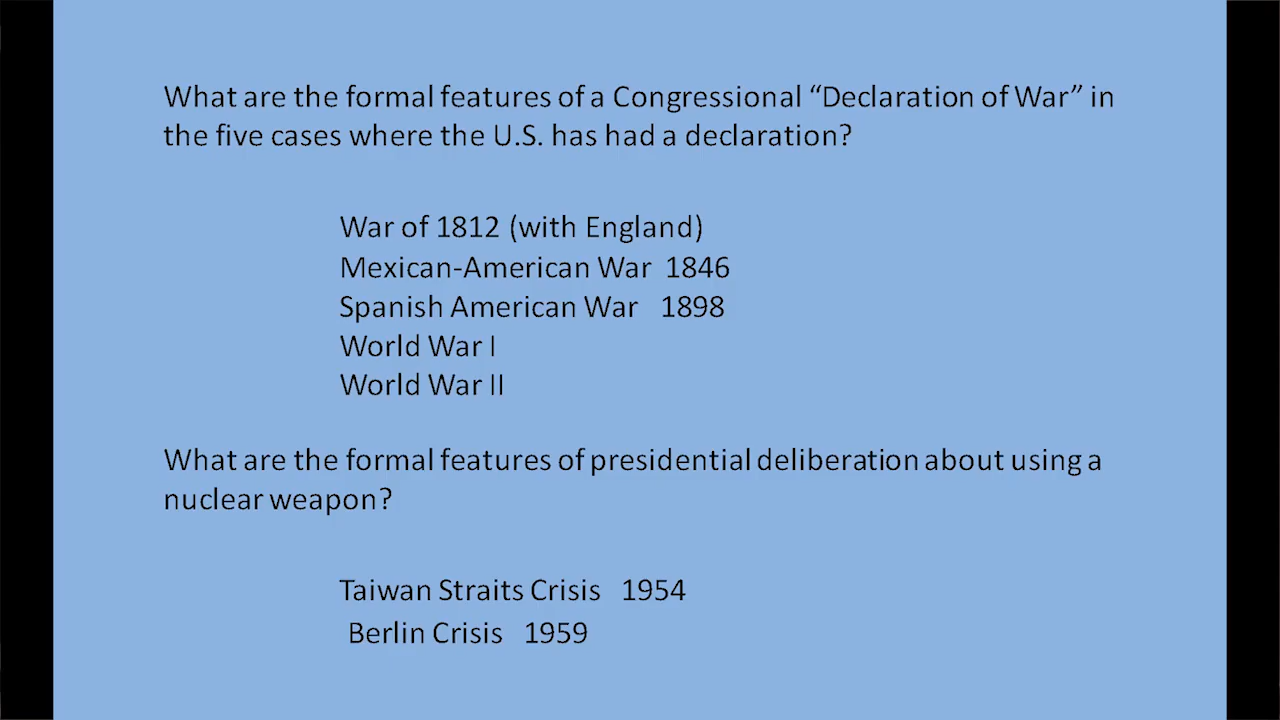 What are the formal features of a Congressional “Declaration of War” in
the five cases where the U.S. has had a declaration?
War of 1812 (with England)
Mexican-American War 1846
Spanish American War 1898
World War I
World War II
What are the formal features of presidential deliberation about using a
nuclear weapon?
Taiwan Straits Crisis 1954
Berlin Crisis 1959